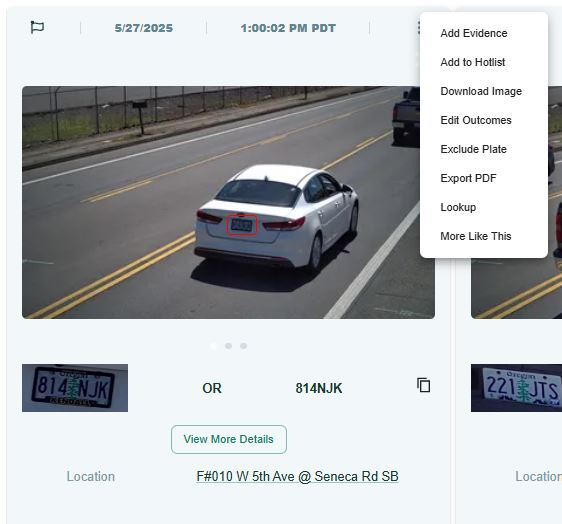 5/27/2025 1:00:02 PM PDT
Add Evidence
Add to Hotlist
Download Image
Edit Outcomes
Exclude Plate
Export PDF
Lookup
More Like This
Oregon
814 NJK
KENDALL
OR 814NJK
Oregon
221 JTS
View More Details
Location F#010 W 5th Ave @ Seneca Rd SB
Location